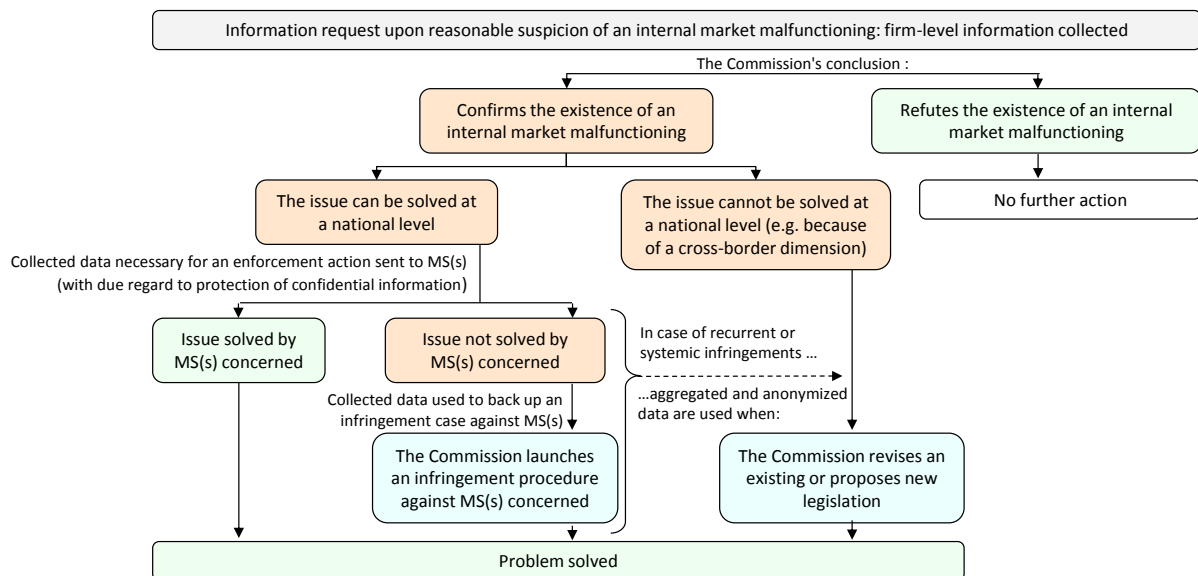 Information request upon reasonable suspicion of an internal market malfunctioning: firm-level information collected
The Commission's conclusion :
Confirms the existence of an
internal market malfunctioning
Refutes the existence of an internal
market malfunctioning
The issue can be solved at
a national level
The issue cannot be solved at
a national level (e.g. because
of a cross-border dimension)
No further action
Collected data necessary for an enforcement action sent to MS(s)
(with due regard to protection of confidential information)
Issue solved by
MS(s) concerned
Issue not solved by
MS(s) concerned
In case of recurrent or
systemic infringements ...
...aggregated and anonymized
data are used when:
Collected data used to back up an
infringement case against MS(s)
The Commission launches
an infringement procedure
against MS(s) concerned
The Commission revises an
existing or proposes new
legislation
Problem solved